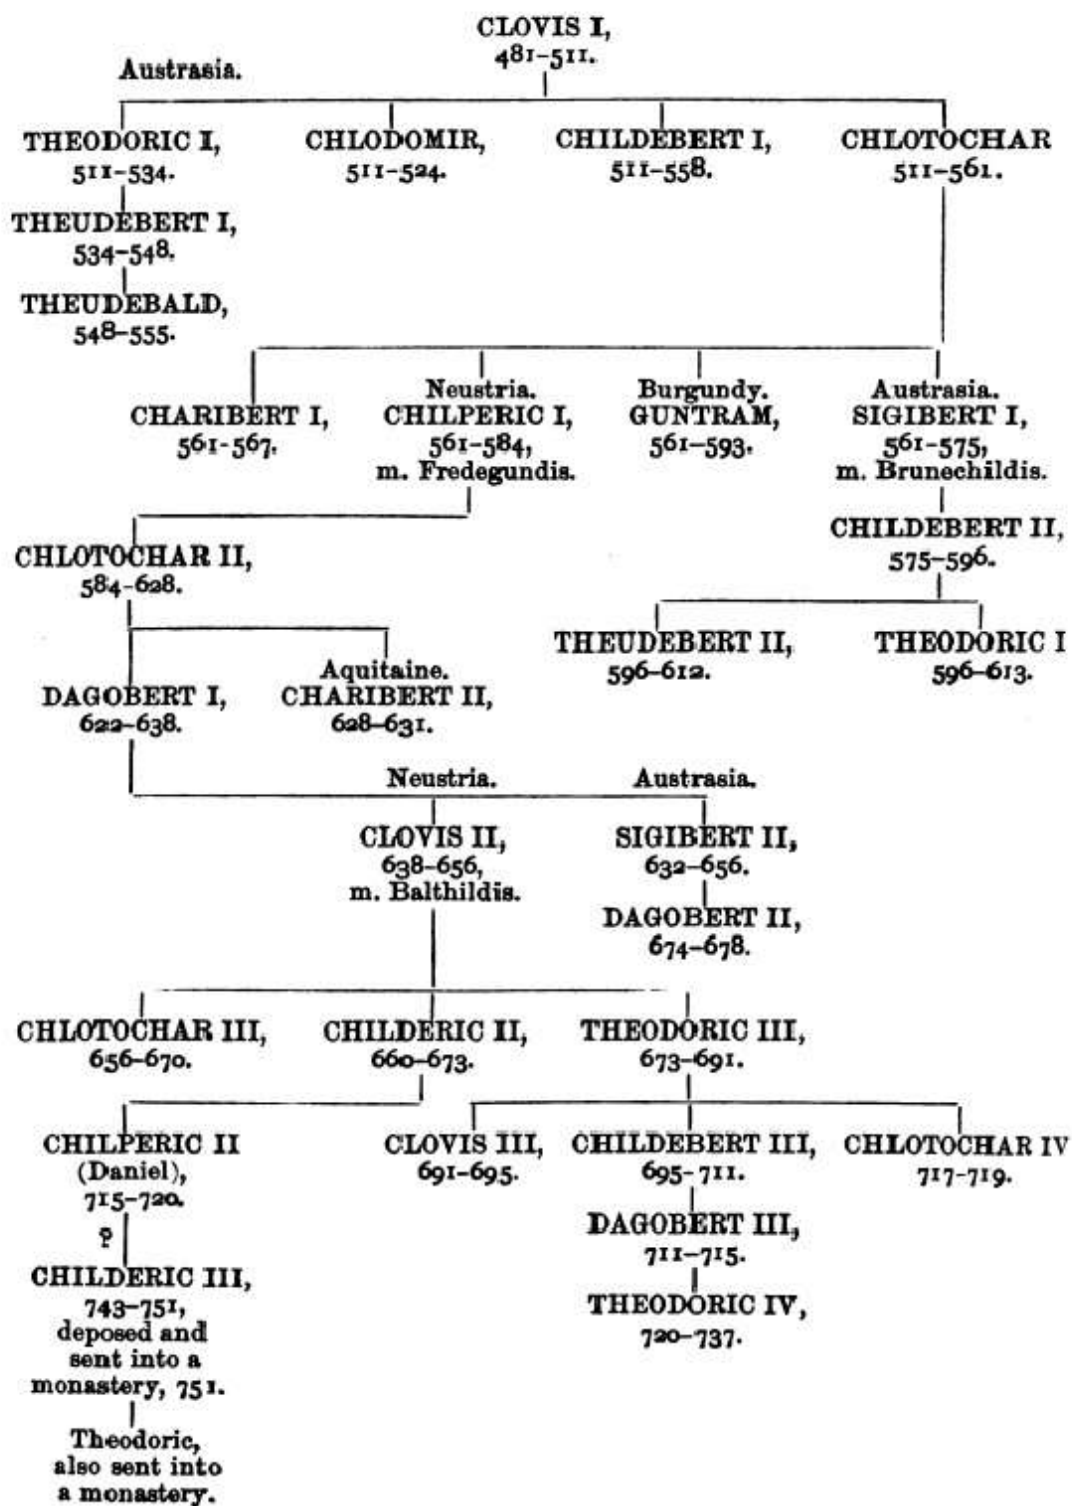 CLOVIS I,
481-511.
Austrasia.
THEODORIC I, CHLODOMIR, CHILDEBERT I, CHLOTOCHAR
511-534. 511-524. 511-558. 511-561.
THEUDEBERT I,
534-548.
THEUDEBALD,
548-555.
Neustria. Burgundy. Austrasia.
CHARIBERT I, CHILPERIC I, GUNTRAM, SIGIBERT I,
561-567. 561-584, 561-593. 561-575,
m. Fredegundis. m. Brunechildis.
CHILDEBERT II,
575-596.
CHLOTOCHAR II,
584-628.
THEUDEBERT II, THEODORIC I
596-612. 596-613.
Aquitaine.
DAGOBERT I, CHARIBERT II,
622-638. 628-631.
Neustria. Austrasia.
CLOVIS II, SIGIBERT II,
638-656, 632-656.
m. Balthildis.
DAGOBERT II,
674-678.
CHLOTOCHAR III, CHILDERIC II, THEODORIC III,
656-670. 660-673. 673-691.
CHILPERIC II CLOVIS III, CHILDEBERT III, CHLOTOCHAR IV
(Daniel), 691-695. 695-711. 717-719.
715-720.
?
DAGOBERT III,
711-715.
CHILDERIC III,
743-751,
THEODORIC IV,
720-737.
deposed and
sent into a
monastery, 751.
Theodoric,
also sent into
a monastery.